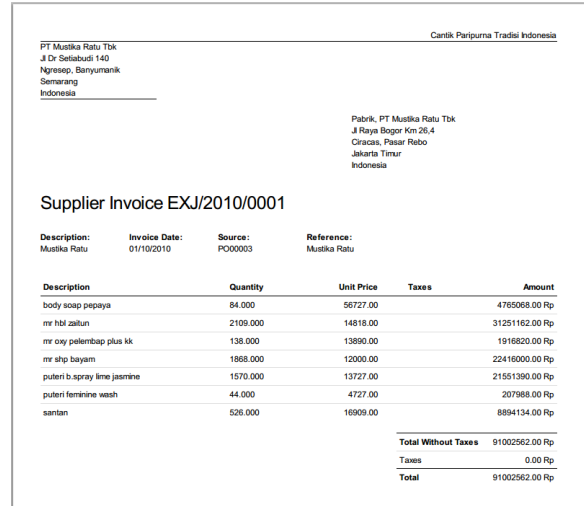 Cantik Paripurna Tradisi Indonesia
PT Mustika Ratu Tbk
Jl Dr Setiabudi 140
Ngresep, Banyumanik
Semarang
Indonesia
Pabrik, PT Mustika Ratu Tbk
Jl Raya Bogor Km 26,4
Ciracas, Pasar Rebo
Jakarta Timur
Indonesia
Supplier Invoice EXJ/2010/0001
Description: Invoice Date: Source: Reference:
Mustika Ratu 01/10/2010 PO00003 Mustika Ratu
Description Quantity Unit Price Taxes Amount
body soap pepaya 84.000 56727.00 4765068.00 Rp
mr hbl zaitun 2109.000 14818.00 31251162.00 Rp
mr oxy pelembap plus kk 138.000 13890.00 1916820.00 Rp
mr shp bayam 1868.000 12000.00 22416000.00 Rp
puteri b.spray lime jasmine 1570.000 13727.00 21551390.00 Rp
puteri feminine wash 44.000 4727.00 207988.00 Rp
santan 526.000 16909.00 8894134.00 Rp
Total Without Taxes 91002562.00 Rp
Taxes 0.00 Rp
Total 91002562.00 Rp